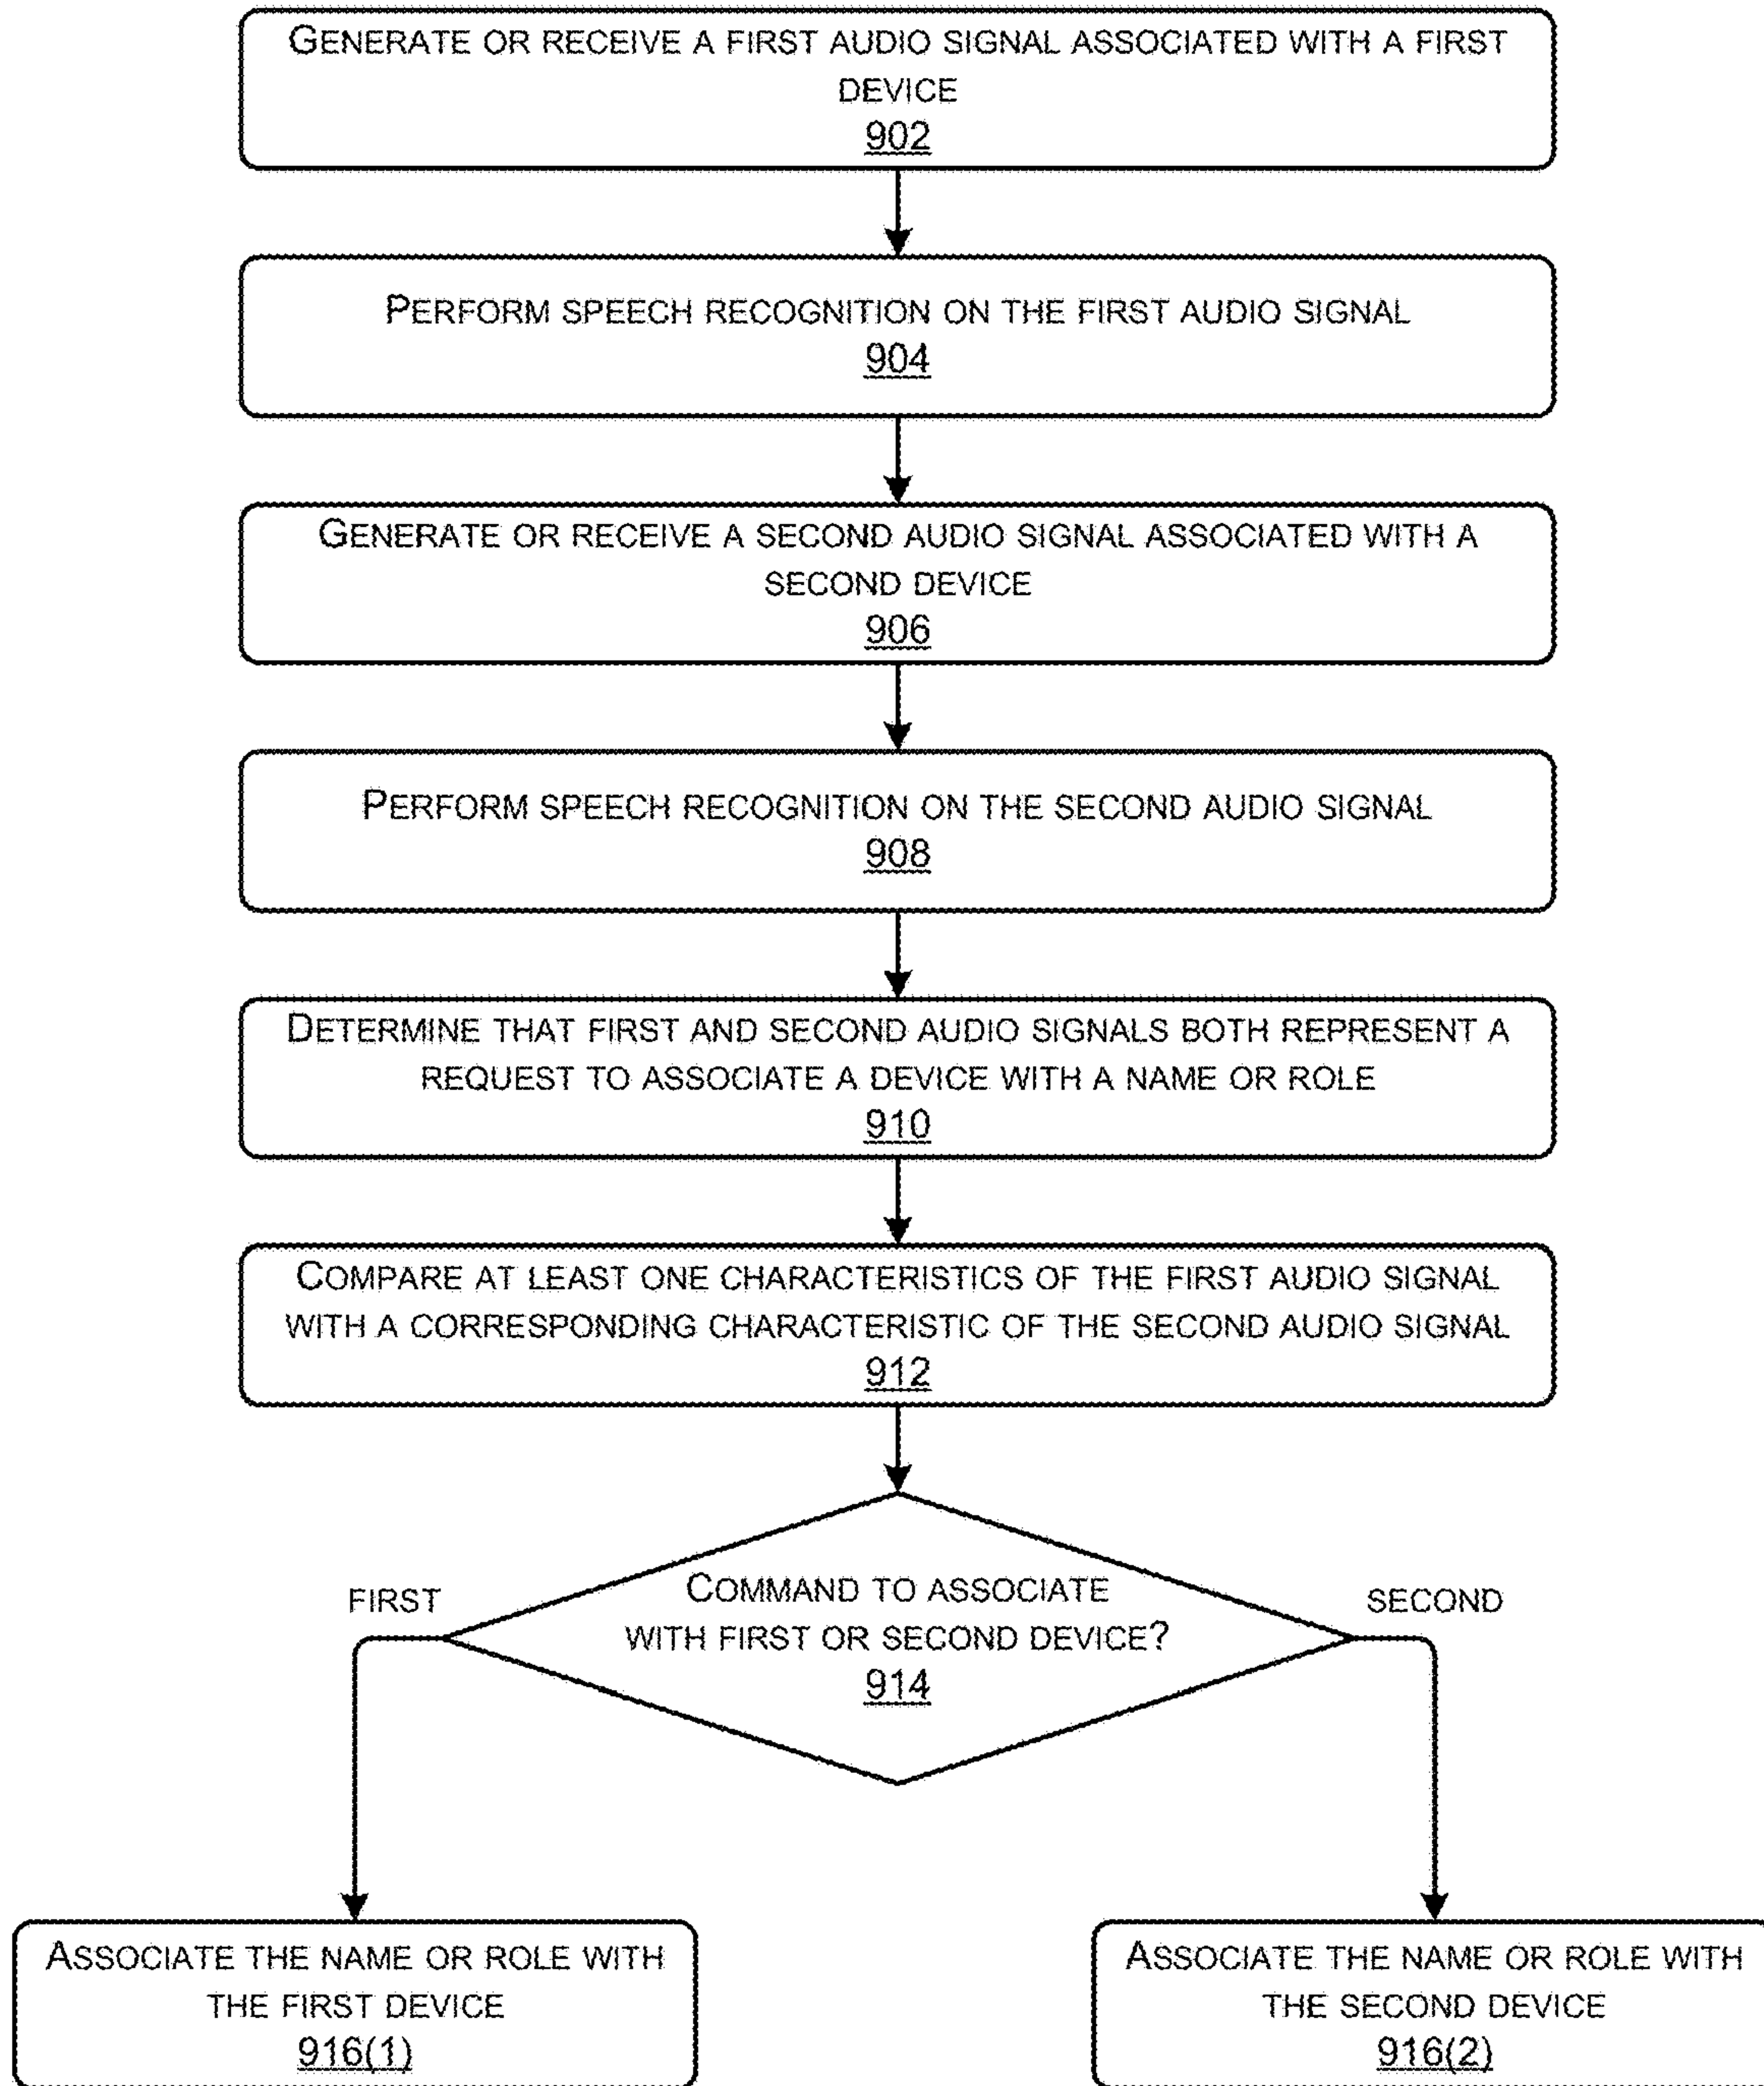 GENERATE OR RECEIVE A FIRST AUDIO SIGNAL ASSOCIATED WITH A FIRST
DEVICE
902
PERFORM SPEECH RECOGNITION ON THE FIRST AUDIO SIGNAL
904
GENERATE OR RECEIVE A SECOND AUDIO SIGNAL ASSOCIATED WITH A
SECOND DEVICE
906
PERFORM SPEECH RECOGNITION ON THE SECOND AUDIO SIGNAL
908
DETERMINE THAT FIRST AND SECOND AUDIO SIGNALS BOTH REPRESENT A
REQUEST TO ASSOCIATE A DEVICE WITH A NAME OR ROLE
910
COMPARE AT LEAST ONE CHARACTERISTICS OF THE FIRST AUDIO SIGNAL
WITH A CORRESPONDING CHARACTERISTIC OF THE SECOND AUDIO SIGNAL
912
COMMAND TO ASSOCIATE
WITH FIRST OR SECOND DEVICE?
914
FIRST
SECOND
ASSOCIATE THE NAME OR ROLE WITH
THE FIRST DEVICE
916(1)
ASSOCIATE THE NAME OR ROLE WITH
THE SECOND DEVICE
916(2)